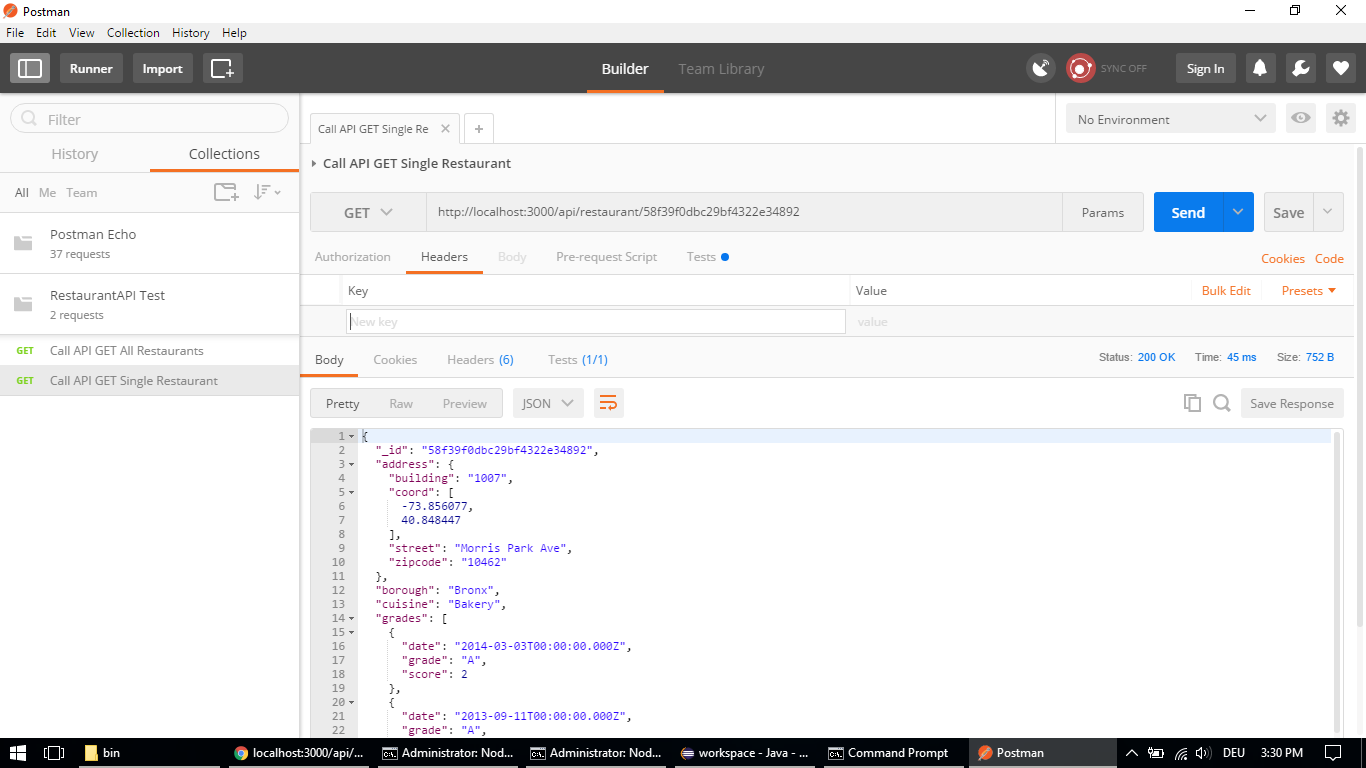 Postman
File Edit View Collection History Help
Runner Import Builder Team Library SYNC OFF Sign In
Filter
History Collections
All Me Team
Postman Echo
37 requests
RestaurantAPI Test
2 requests
GET Call API GET All Restaurants
GET Call API GET Single Restaurant
Call API GET Single Re
No Environment
Call API GET Single Restaurant
GET http://localhost:3000/api/restaurant/58f39f0dbc29bf4322e34892 Params Send Save
Authorization Headers Body Pre-request Script Tests Cookies Code
Key Value Bulk Edit Presets
New key value
Body Cookies Headers (6) Tests (1/1) Status: 200 OK Time: 45 ms Size: 752 B
Pretty Raw Preview JSON Save Response
1 {
2 "_id": "58f39f0dbc29bf4322e34892",
3 "address": {
4 "building": "1007",
5 "coord": [
6 -73.856077,
7 40.848447
8 ],
9 "street": "Morris Park Ave",
10 "zipcode": "10462"
11 },
12 "borough": "Bronx",
13 "cuisine": "Bakery",
14 "grades": [
15 {
16 "date": "2014-03-03T00:00:00.000Z",
17 "grade": "A",
18 "score": 2
19 },
20 {
21 "date": "2013-09-11T00:00:00.000Z",
22 "grade": "A",
bin localhost:3000/api/... Administrator: Nod... Administrator: Nod... workspace - Java - ... Command Prompt Postman DEU 3:30 PM